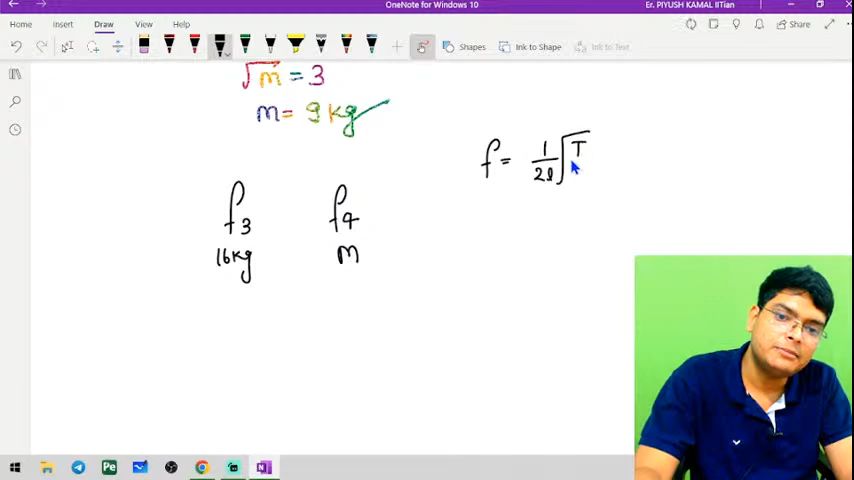 OneNote for Windows 10
Er. PIYUSH KAMAL IITian
Home Insert Draw View Help
Share
Shapes Ink to Shape Ink to Text
√m = 3
m = 9 kg
f = 1/2l √T
f3 f4
16kg m